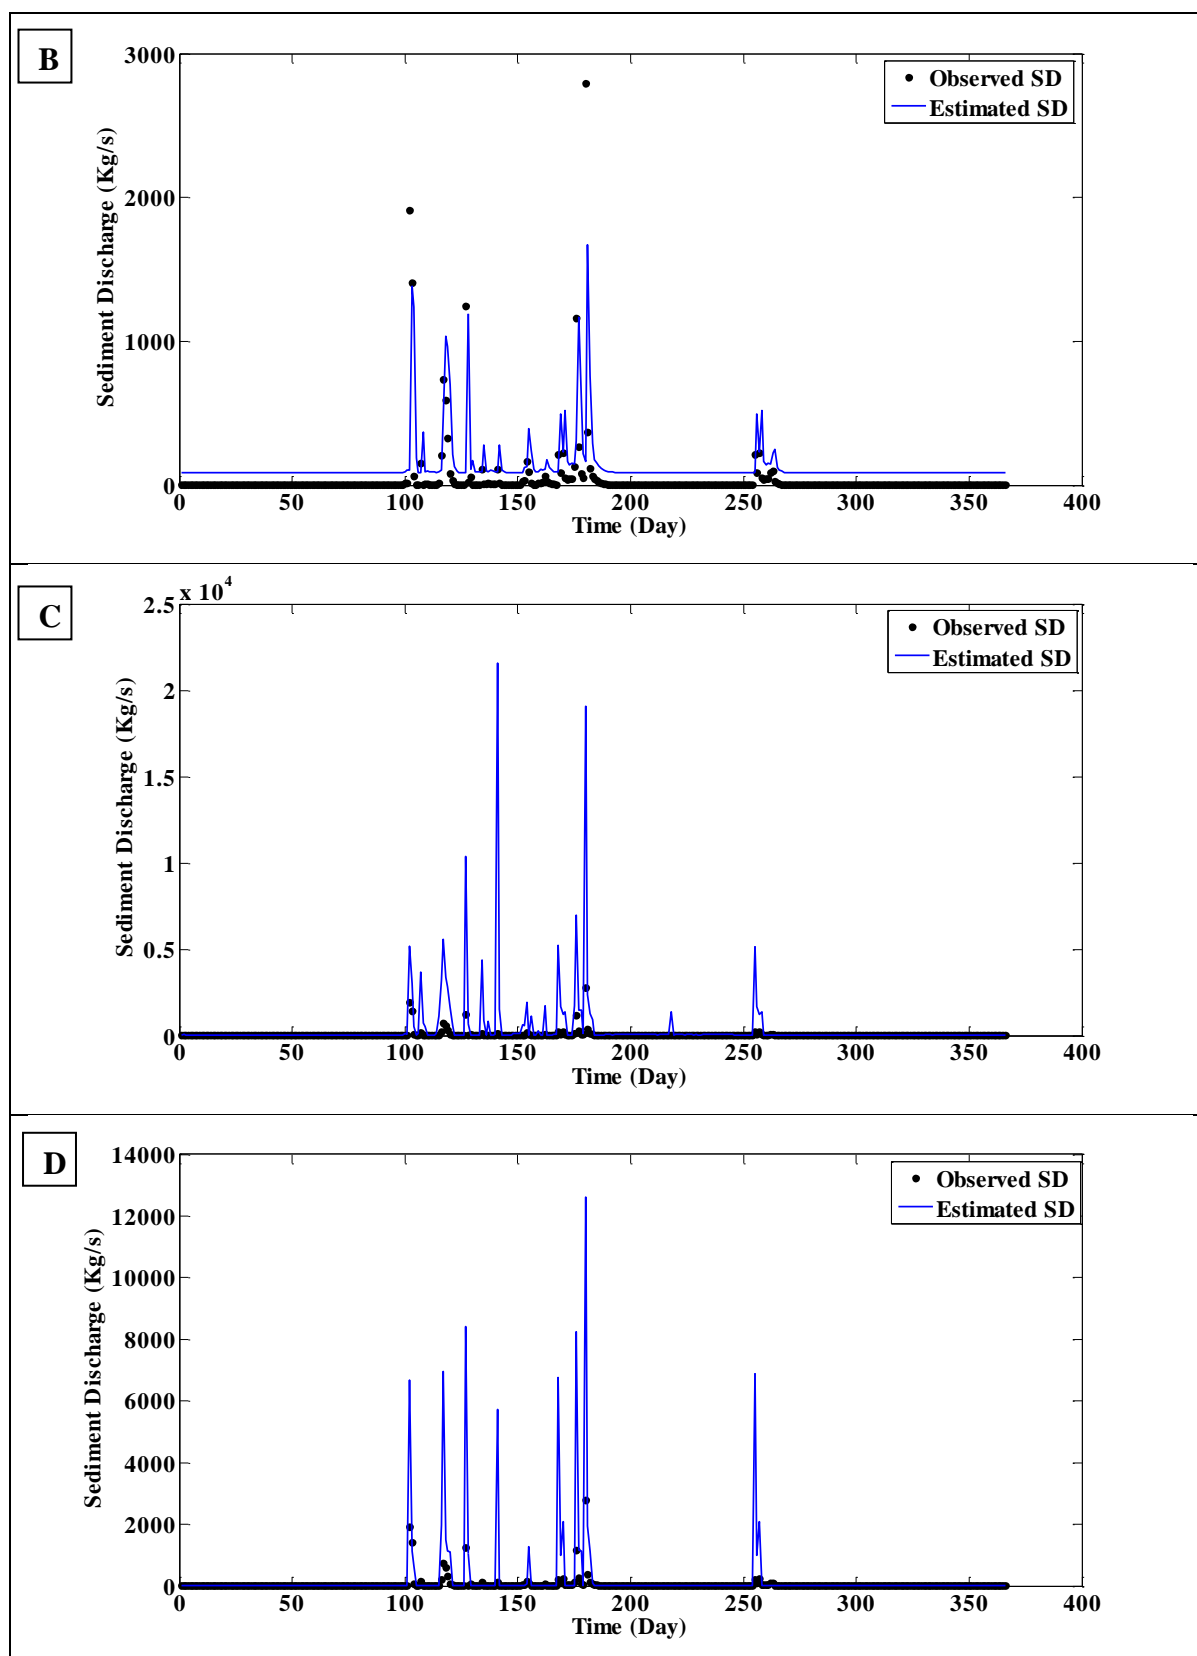 B
3000
2000
1000
0
Sediment Discharge (Kg/s)
Observed SD
Estimated SD
0 50 100 150 200 250 300 350 400
Time (Day)
C
x 10^4
2.5
2
1.5
1
0.5
0
Sediment Discharge (Kg/s)
Observed SD
Estimated SD
0 50 100 150 200 250 300 350 400
Time (Day)
D
14000
12000
10000
8000
6000
4000
2000
0
Sediment Discharge (Kg/s)
Observed SD
Estimated SD
0 50 100 150 200 250 300 350 400
Time (Day)